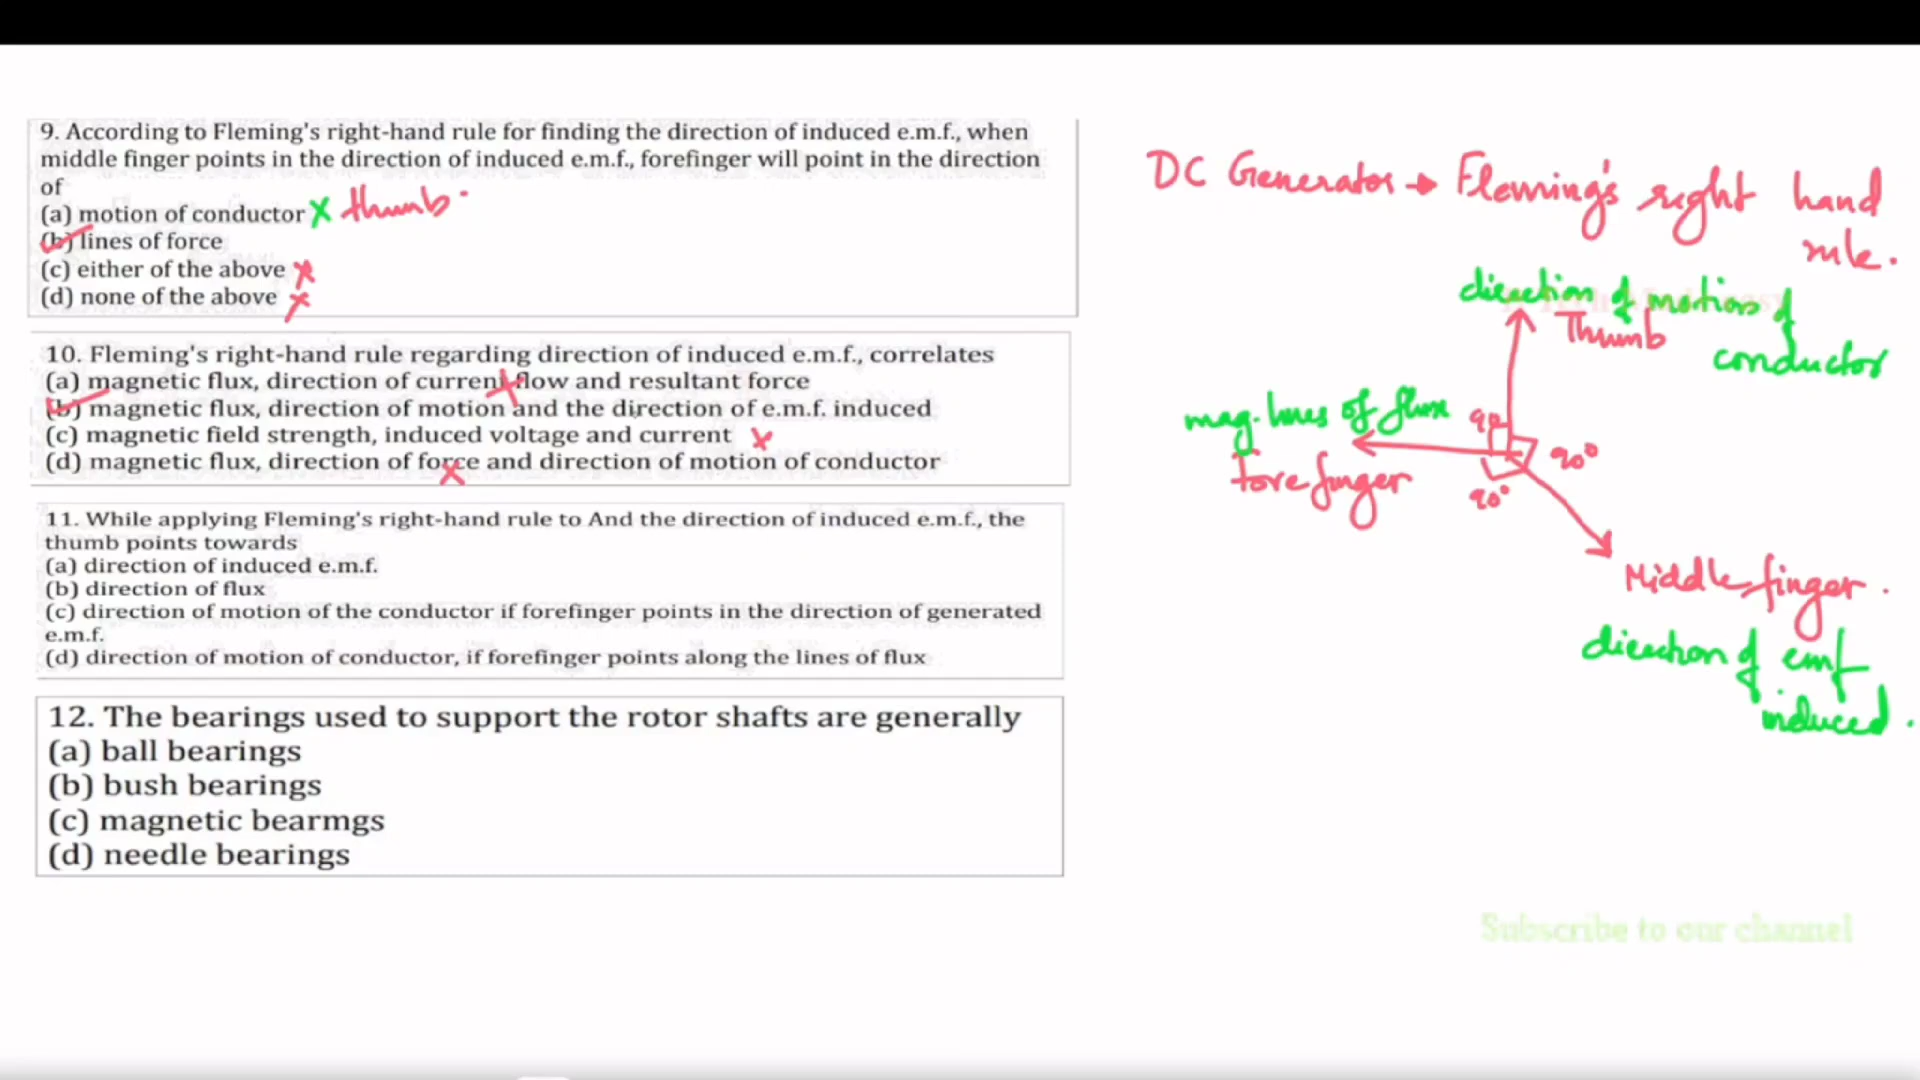 9. According to Fleming's right-hand rule for finding the direction of induced e.m.f., when
middle finger points in the direction of induced e.m.f., forefinger will point in the direction
of
(a) motion of conductor x thumb.
(b) lines of force
(c) either of the above x
(d) none of the above x
10. Fleming's right-hand rule regarding direction of induced e.m.f., correlates
(a) magnetic flux, direction of current flow and resultant force
(b) magnetic flux, direction of motion and the direction of e.m.f. induced
(c) magnetic field strength, induced voltage and current x
(d) magnetic flux, direction of force and direction of motion of conductor
11. While applying Fleming's right-hand rule to And the direction of induced e.m.f., the
thumb points towards
(a) direction of induced e.m.f.
(b) direction of flux
(c) direction of motion of the conductor if forefinger points in the direction of generated
e.m.f.
(d) direction of motion of conductor, if forefinger points along the lines of flux
12. The bearings used to support the rotor shafts are generally
(a) ball bearings
(b) bush bearings
(c) magnetic bearmgs
(d) needle bearings
DC Generator → Fleming's right hand
rule.
direction of motion of
Thumb
conductor
mag. lines of flux
fore finger
90
90°
90°
Middle finger.
direction of emf
induced.
Subscribe to our channel